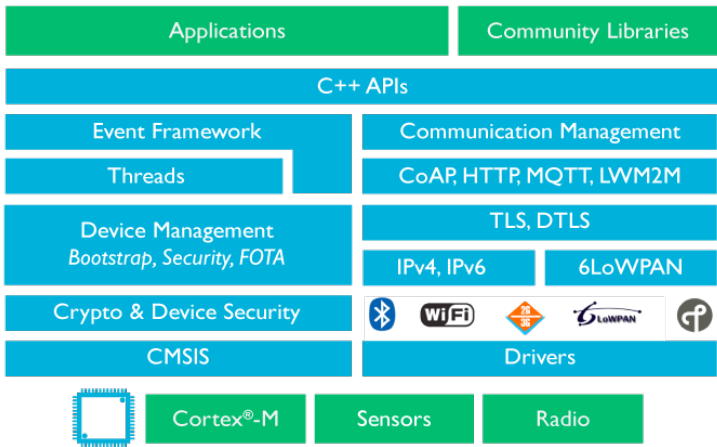 Applications
Community Libraries
C++ APIs
Event Framework
Communication Management
Threads
CoAP, HTTP, MQTT, LWM2M
Device Management
Bootstrap, Security, FOTA
TLS, DTLS
IPv4, IPv6
6LoWPAN
Crypto & Device Security
WiFi
2G
3G
6LoWPAN
CMSIS
Drivers
Cortex®-M
Sensors
Radio